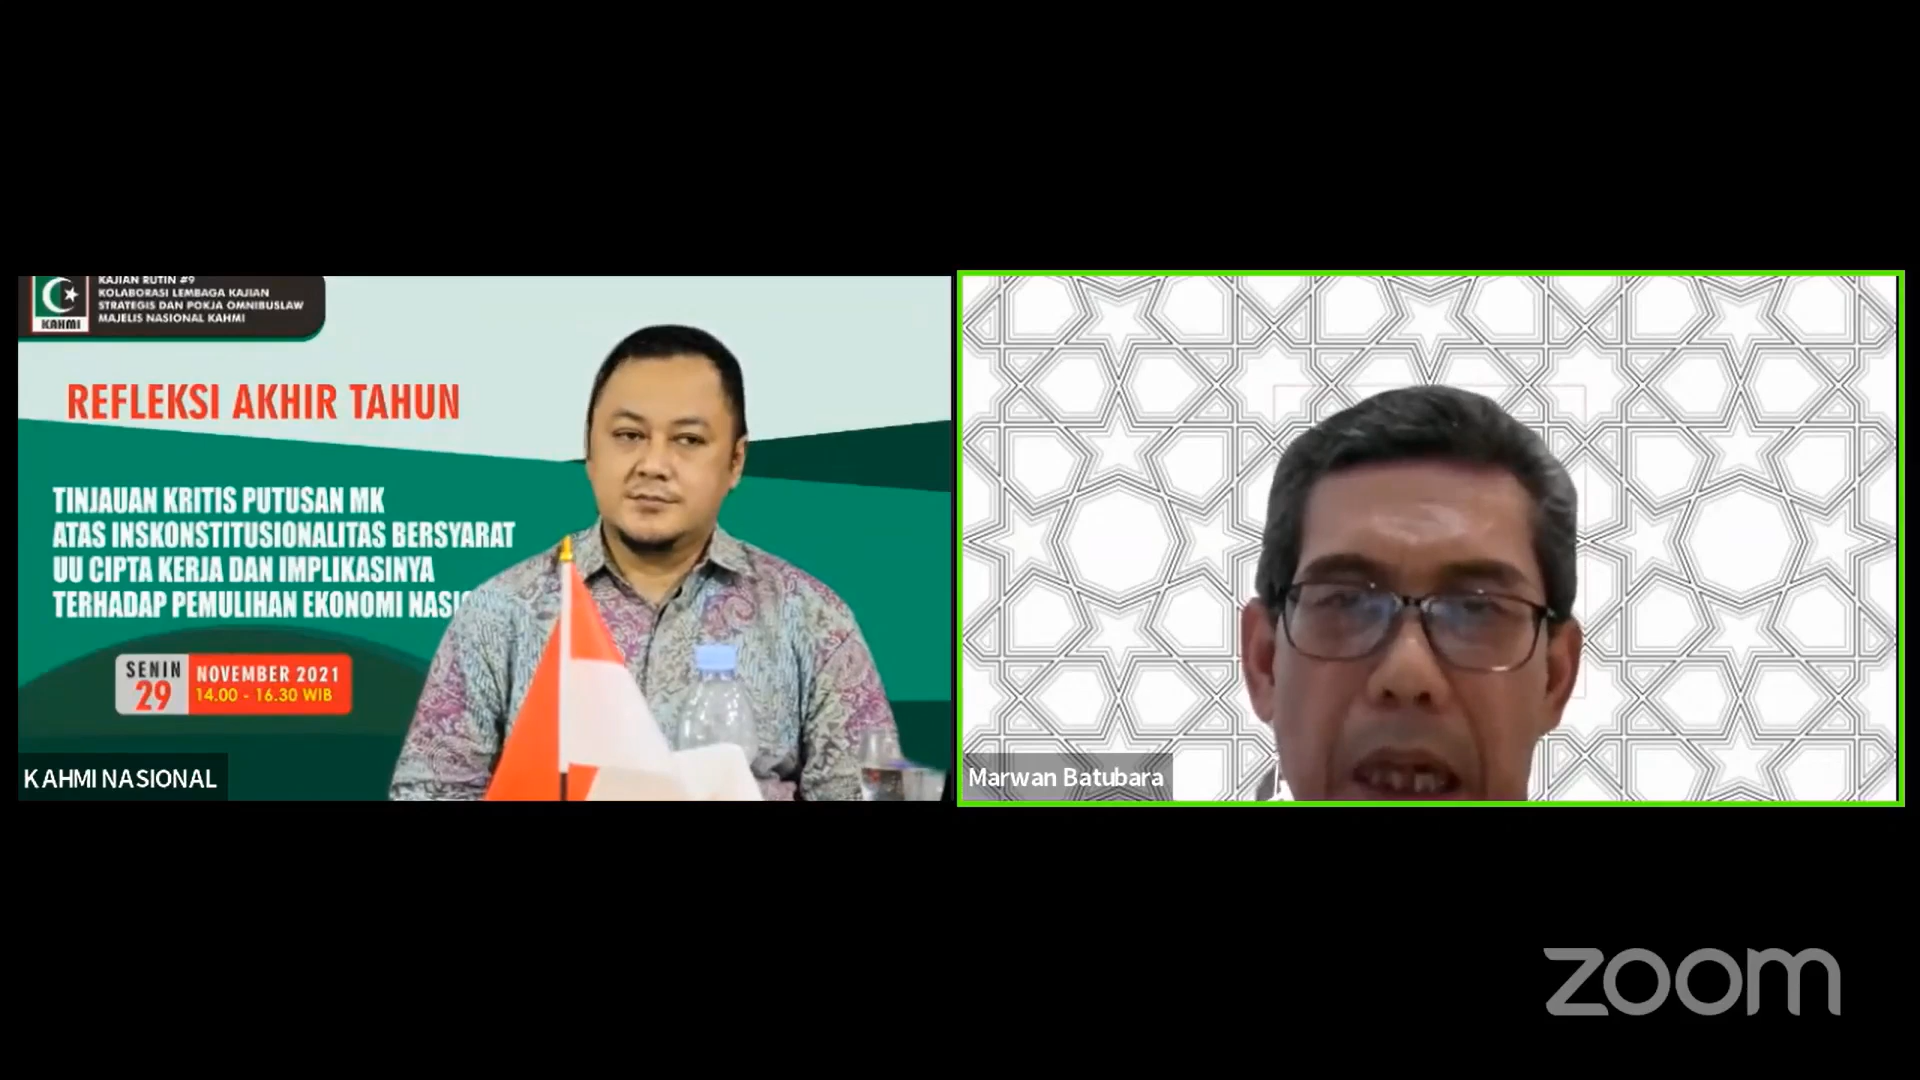 KAJIAN RUTIN #9
KOLABORASI LEMBAGA KAJIAN
STRATEGIS DAN POKJA OMNIBUSLAW
MAJELIS NASIONAL KAHMI
KAHMI
REFLEKSI AKHIR TAHUN
TINJAUAN KRITIS PUTUSAN MK
ATAS INSKONSTITUSIONALITAS BERSYARAT
UU CIPTA KERJA DAN IMPLIKASINYA
TERHADAP PEMULIHAN EKONOMI
SENIN
29
NOVEMBER 2021
14.00 - 16.30 WIB
KAHMI NASIONAL
Marwan Batubara
zoom